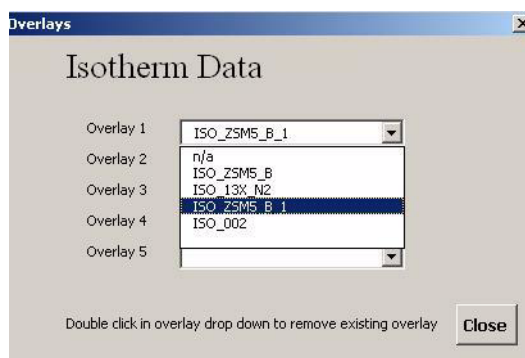 Overlays
Isotherm Data
Overlay 1 ISO_ZSM5_B_1
Overlay 2 n/a
ISO_ZSM5_B
Overlay 3 ISO_13X_N2
ISO_ZSM5_B_1
Overlay 4 ISO_002
Overlay 5
Double click in overlay drop down to remove existing overlay Close